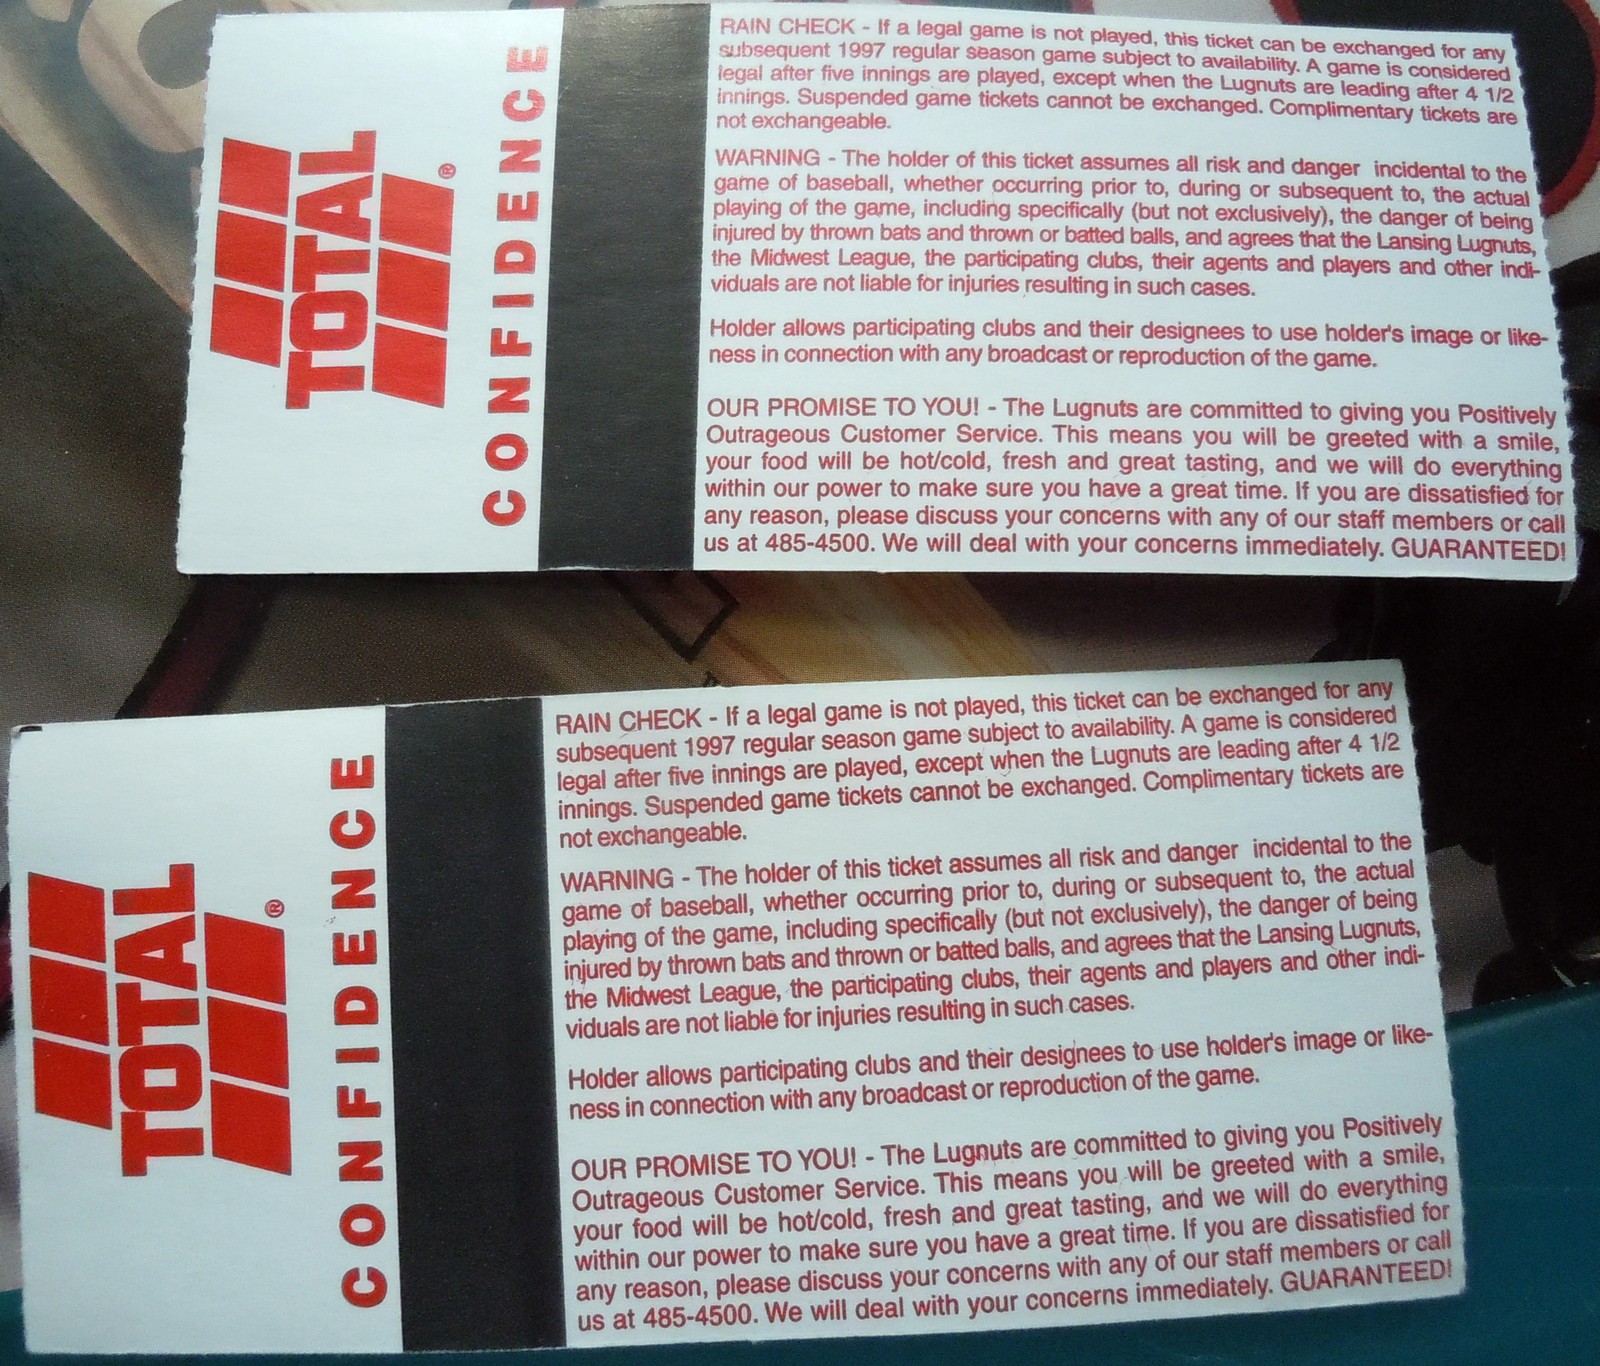 TOTAL®
CONFIDENCE
RAIN CHECK - If a legal game is not played, this ticket can be exchanged for any
subsequent 1997 regular season game subject to availability. A game is considered
legal after five innings are played, except when the Lugnuts are leading after 4 1/2
innings. Suspended game tickets cannot be exchanged. Complimentary tickets are
not exchangeable.
WARNING - The holder of this ticket assumes all risk and danger incidental to the
game of baseball, whether occurring prior to, during or subsequent to, the actual
playing of the game, including specifically (but not exclusively), the danger of being
injured by thrown bats and thrown or batted balls, and agrees that the Lansing Lugnuts,
the Midwest League, the participating clubs, their agents and players and other indi-
viduals are not liable for injuries resulting in such cases.
Holder allows participating clubs and their designees to use holder's image or like-
ness in connection with any broadcast or reproduction of the game.
OUR PROMISE TO YOU! - The Lugnuts are committed to giving you Positively
Outrageous Customer Service. This means you will be greeted with a smile,
your food will be hot/cold, fresh and great tasting, and we will do everything
within our power to make sure you have a great time. If you are dissatisfied for
any reason, please discuss your concerns with any of our staff members or call
us at 485-4500. We will deal with your concerns immediately. GUARANTEED!
TOTAL®
CONFIDENCE
RAIN CHECK - If a legal game is not played, this ticket can be exchanged for any
subsequent 1997 regular season game subject to availability. A game is considered
legal after five innings are played, except when the Lugnuts are leading after 4 1/2
innings. Suspended game tickets cannot be exchanged. Complimentary tickets are
not exchangeable.
WARNING - The holder of this ticket assumes all risk and danger incidental to the
game of baseball, whether occurring prior to, during or subsequent to, the actual
playing of the game, including specifically (but not exclusively), the danger of being
injured by thrown bats and thrown or batted balls, and agrees that the Lansing Lugnuts,
the Midwest League, the participating clubs, their agents and players and other indi-
viduals are not liable for injuries resulting in such cases.
Holder allows participating clubs and their designees to use holder's image or like-
ness in connection with any broadcast or reproduction of the game.
OUR PROMISE TO YOU! - The Lugnuts are committed to giving you Positively
Outrageous Customer Service. This means you will be greeted with a smile,
your food will be hot/cold, fresh and great tasting, and we will do everything
within our power to make sure you have a great time. If you are dissatisfied for
any reason, please discuss your concerns with any of our staff members or call
us at 485-4500. We will deal with your concerns immediately. GUARANTEED!